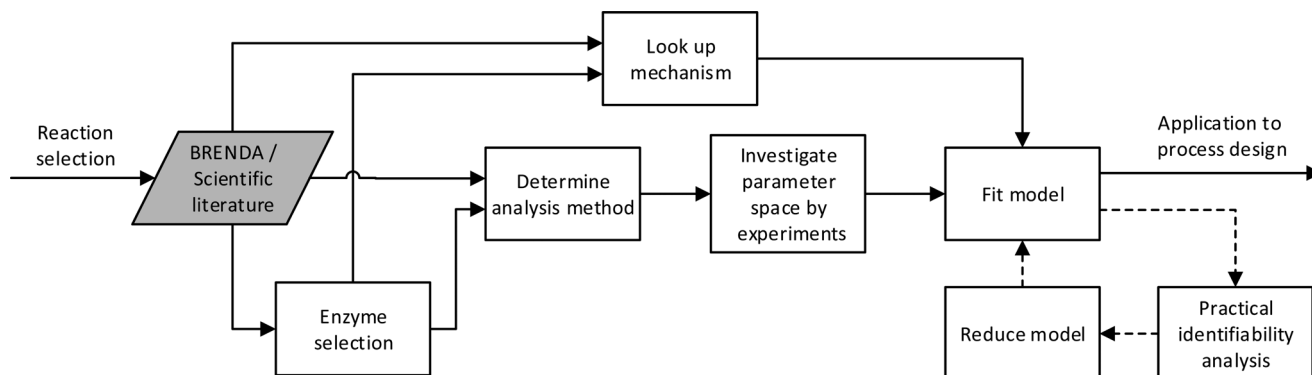 Look up
mechanism
Reaction
selection
BRENDA /
Scientific
literature
Determine
analysis method
Investigate
parameter
space by
experiments
Fit model
Application to
process design
Enzyme
selection
Reduce model
Practical
identifiability
analysis